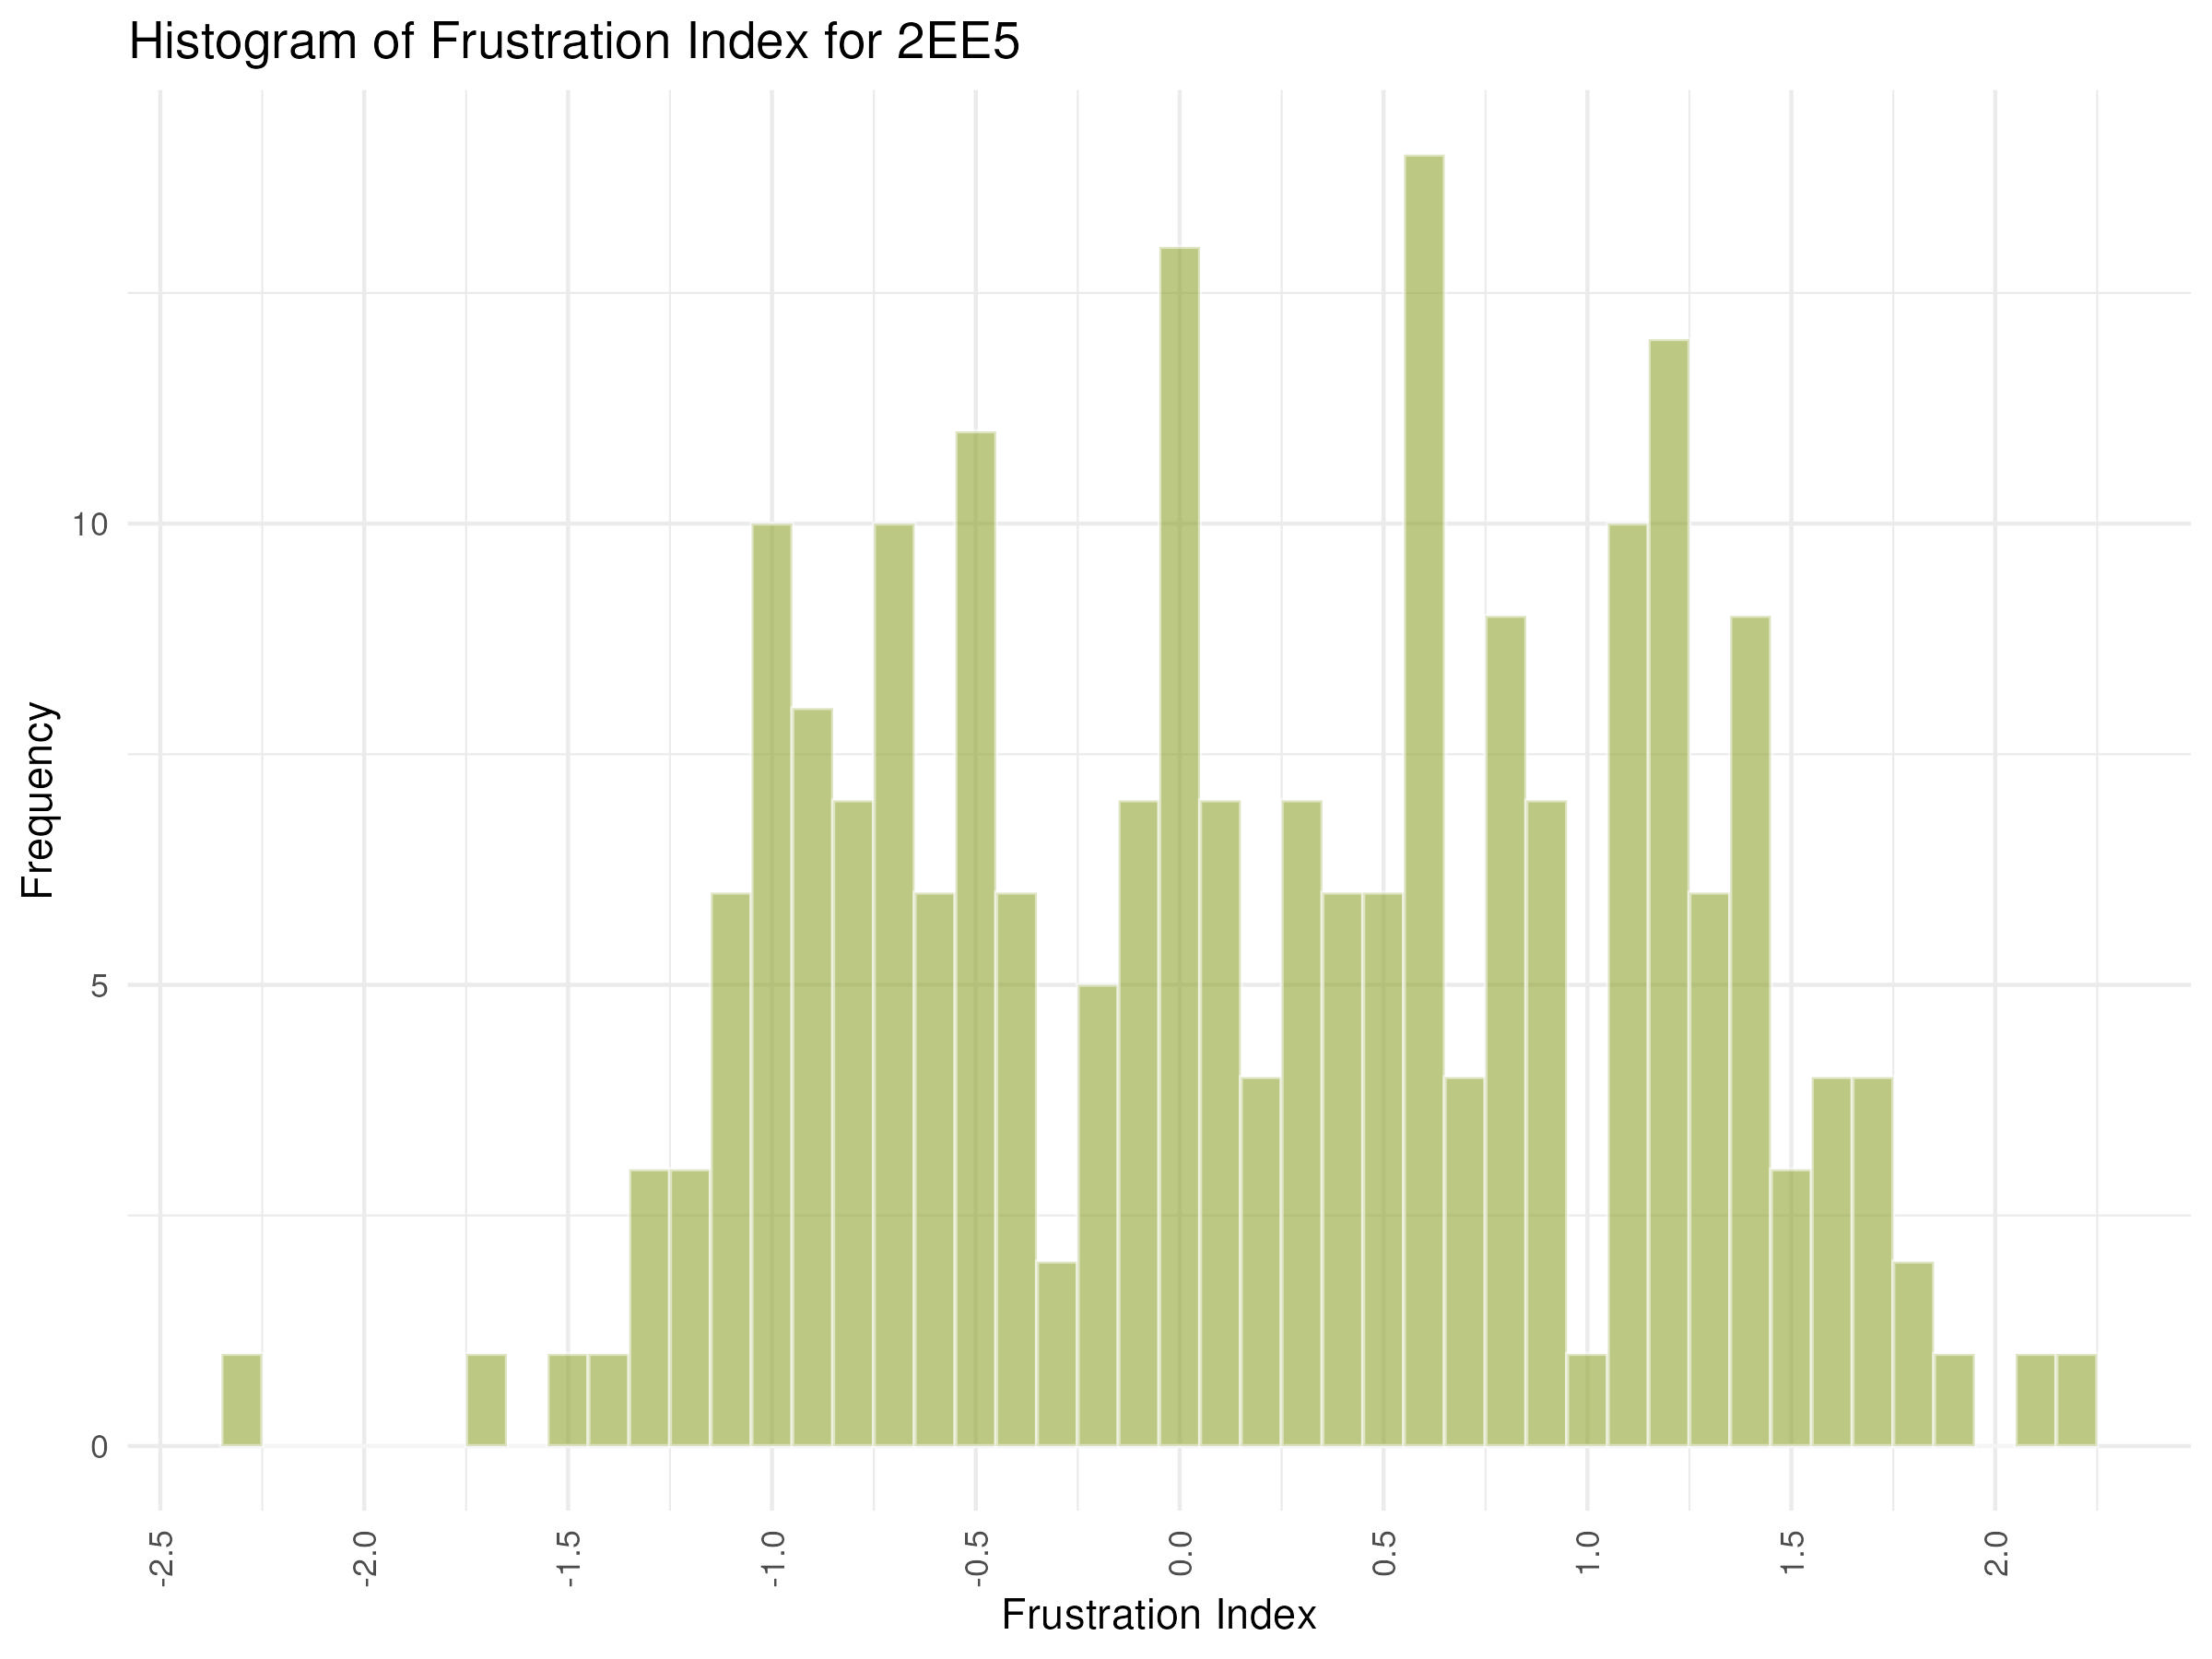 Histogram of Frustration Index for 2EE5
Frequency
10
5
0
-2.5 -2.0 -1.5 -1.0 -0.5 0.0 0.5 1.0 1.5 2.0
Frustration Index